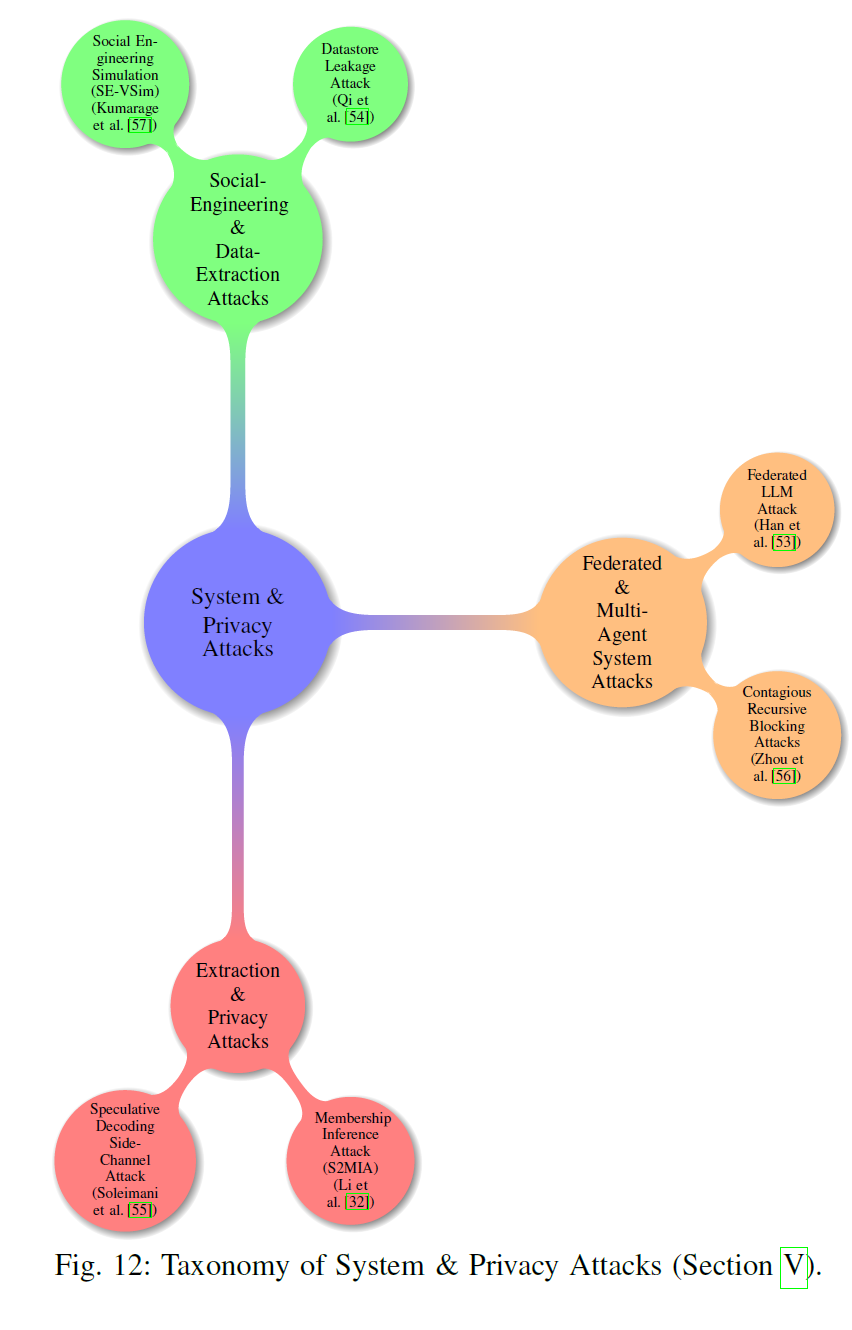 Social En-
gineering
Simulation
(SE-VSim)
(Kumarage
et al. [57])
Datastore
Leakage
Attack
(Qi et
al. [54])
Social-
Engineering
&
Data-
Extraction
Attacks
Federated
LLM
Attack
(Han et
al. [53])
System &
Privacy
Attacks
Federated
&
Multi-
Agent
System
Attacks
Contagious
Recursive
Blocking
Attacks
(Zhou et
al. [56])
Extraction
&
Privacy
Attacks
Speculative
Decoding
Side-
Channel
Attack
(Soleimani
et al. [55])
Membership
Inference
Attack
(S2MIA)
(Li et
al. [32])
Fig. 12: Taxonomy of System & Privacy Attacks (Section V).